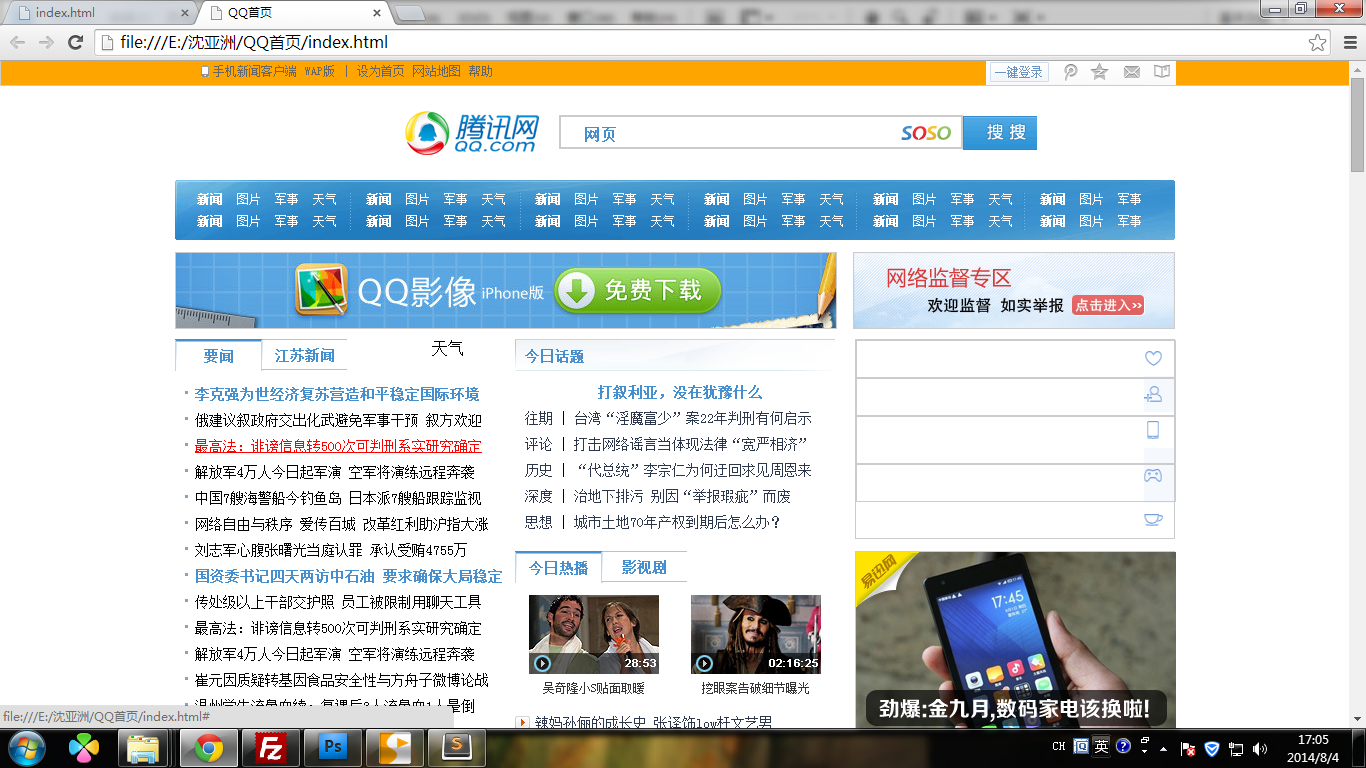 index.html
QQ首页
file:///E:/沈亚洲/QQ首页/index.html
手机新闻客户端 WAP版 | 设为首页 网站地图 帮助
一键登录
腾讯网
QQ.com
网页
SOSO
搜 搜
新闻 图片 军事 天气 新闻 图片 军事 天气 新闻 图片 军事 天气 新闻 图片 军事 天气 新闻 图片 军事 天气 新闻 图片 军事
新闻 图片 军事 天气 新闻 图片 军事 天气 新闻 图片 军事 天气 新闻 图片 军事 天气 新闻 图片 军事 天气 新闻 图片 军事
QQ影像 iPhone版 免费下载
网络监督专区
欢迎监督 如实举报 点击进入>>
要闻 江苏新闻 天气
李克强为世经济复苏营造和平稳定国际环境
俄建议叙政府交出化武避免军事干预 叙方欢迎
最高法：诽谤信息转500次可判刑系实研究确定
解放军4万人今日起军演 空军将演练远程奔袭
中国7艘海警船今钓鱼岛 日本派7艘船跟踪监视
网络自由与秩序 爱传百城 改革红利助沪指大涨
刘志军心腹张曙光当庭认罪 承认受贿4755万
国资委书记四天两访中石油 要求确保大局稳定
传处级以上干部交护照 员工被限制用聊天工具
最高法：诽谤信息转500次可判刑系实研究确定
解放军4万人今日起军演 空军将演练远程奔袭
崔元因质疑转基因食品安全性与方舟子微博论战
今日话题
打叙利亚，没在犹豫什么
往期 | 台湾“淫魔富少”案22年判刑有何启示
评论 | 打击网络谣言当体现法律“宽严相济”
历史 | “代总统”李宗仁为何迂回求见周恩来
深度 | 治地下排污 别因“举报瑕疵”而废
思想 | 城市土地70年产权到期后怎么办？
今日热播 影视剧
28:53
02:16:25
吴奇隆小S贴面取暖
挖眼案告破细节曝光
辣妈孙俪的成长史 张译饰low杆文艺男
易迅网
17:45
劲爆:金九月,数码家电该换啦!
file:///E:/沈亚洲/QQ首页/index.html#
Fz
Ps
S
CH
英
17:05
2014/8/4